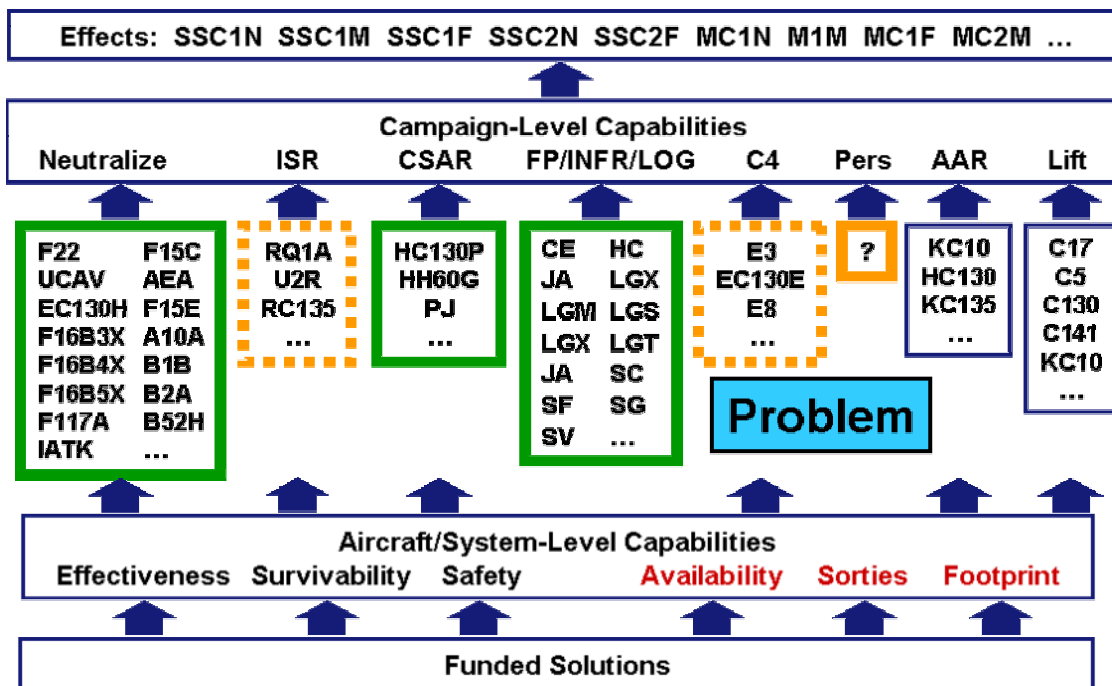 Effects: SSC1N SSC1M SSC1F SSC2N SSC2F MC1N M1M MC1F MC2M ...
Campaign-Level Capabilities
Neutralize ISR CSAR FP/INFR/LOG C4 Pers AAR Lift
F22 F15C
UCAV AEA
EC130H F15E
F16B3X A10A
F16B4X B1B
F16B5X B2A
F117A B52H
IATK ...
RQ1A
U2R
RC135
...
HC130P
HH60G
PJ
...
CE HC
JA LGX
LGM LGS
LGX LGT
JA SC
SF SG
SV ...
E3
EC130E
E8
...
?
KC10
HC130
KC135
...
C17
C5
C130
C141
KC10
...
Problem
Aircraft/System-Level Capabilities
Effectiveness Survivability Safety Availability Sorties Footprint
Funded Solutions